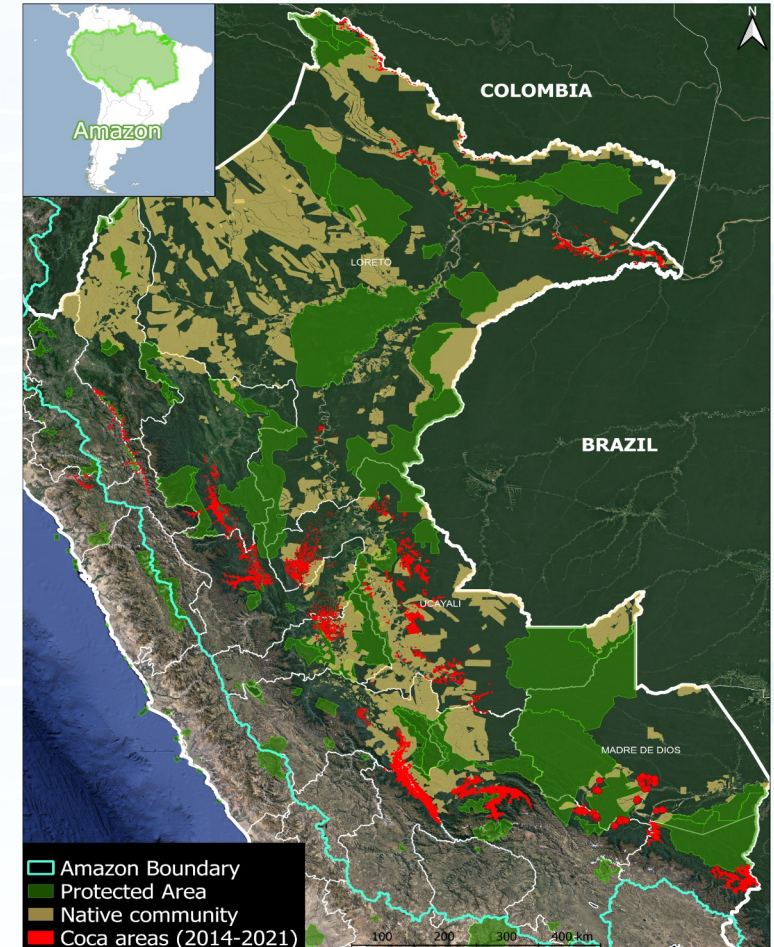 N
Amazon
COLOMBIA
LORETO
BRAZIL
UCAYALI
MADRE DE DIOS
Amazon Boundary
Protected Area
Native community
Coca areas (2014-2021)
100 200 300 400 km